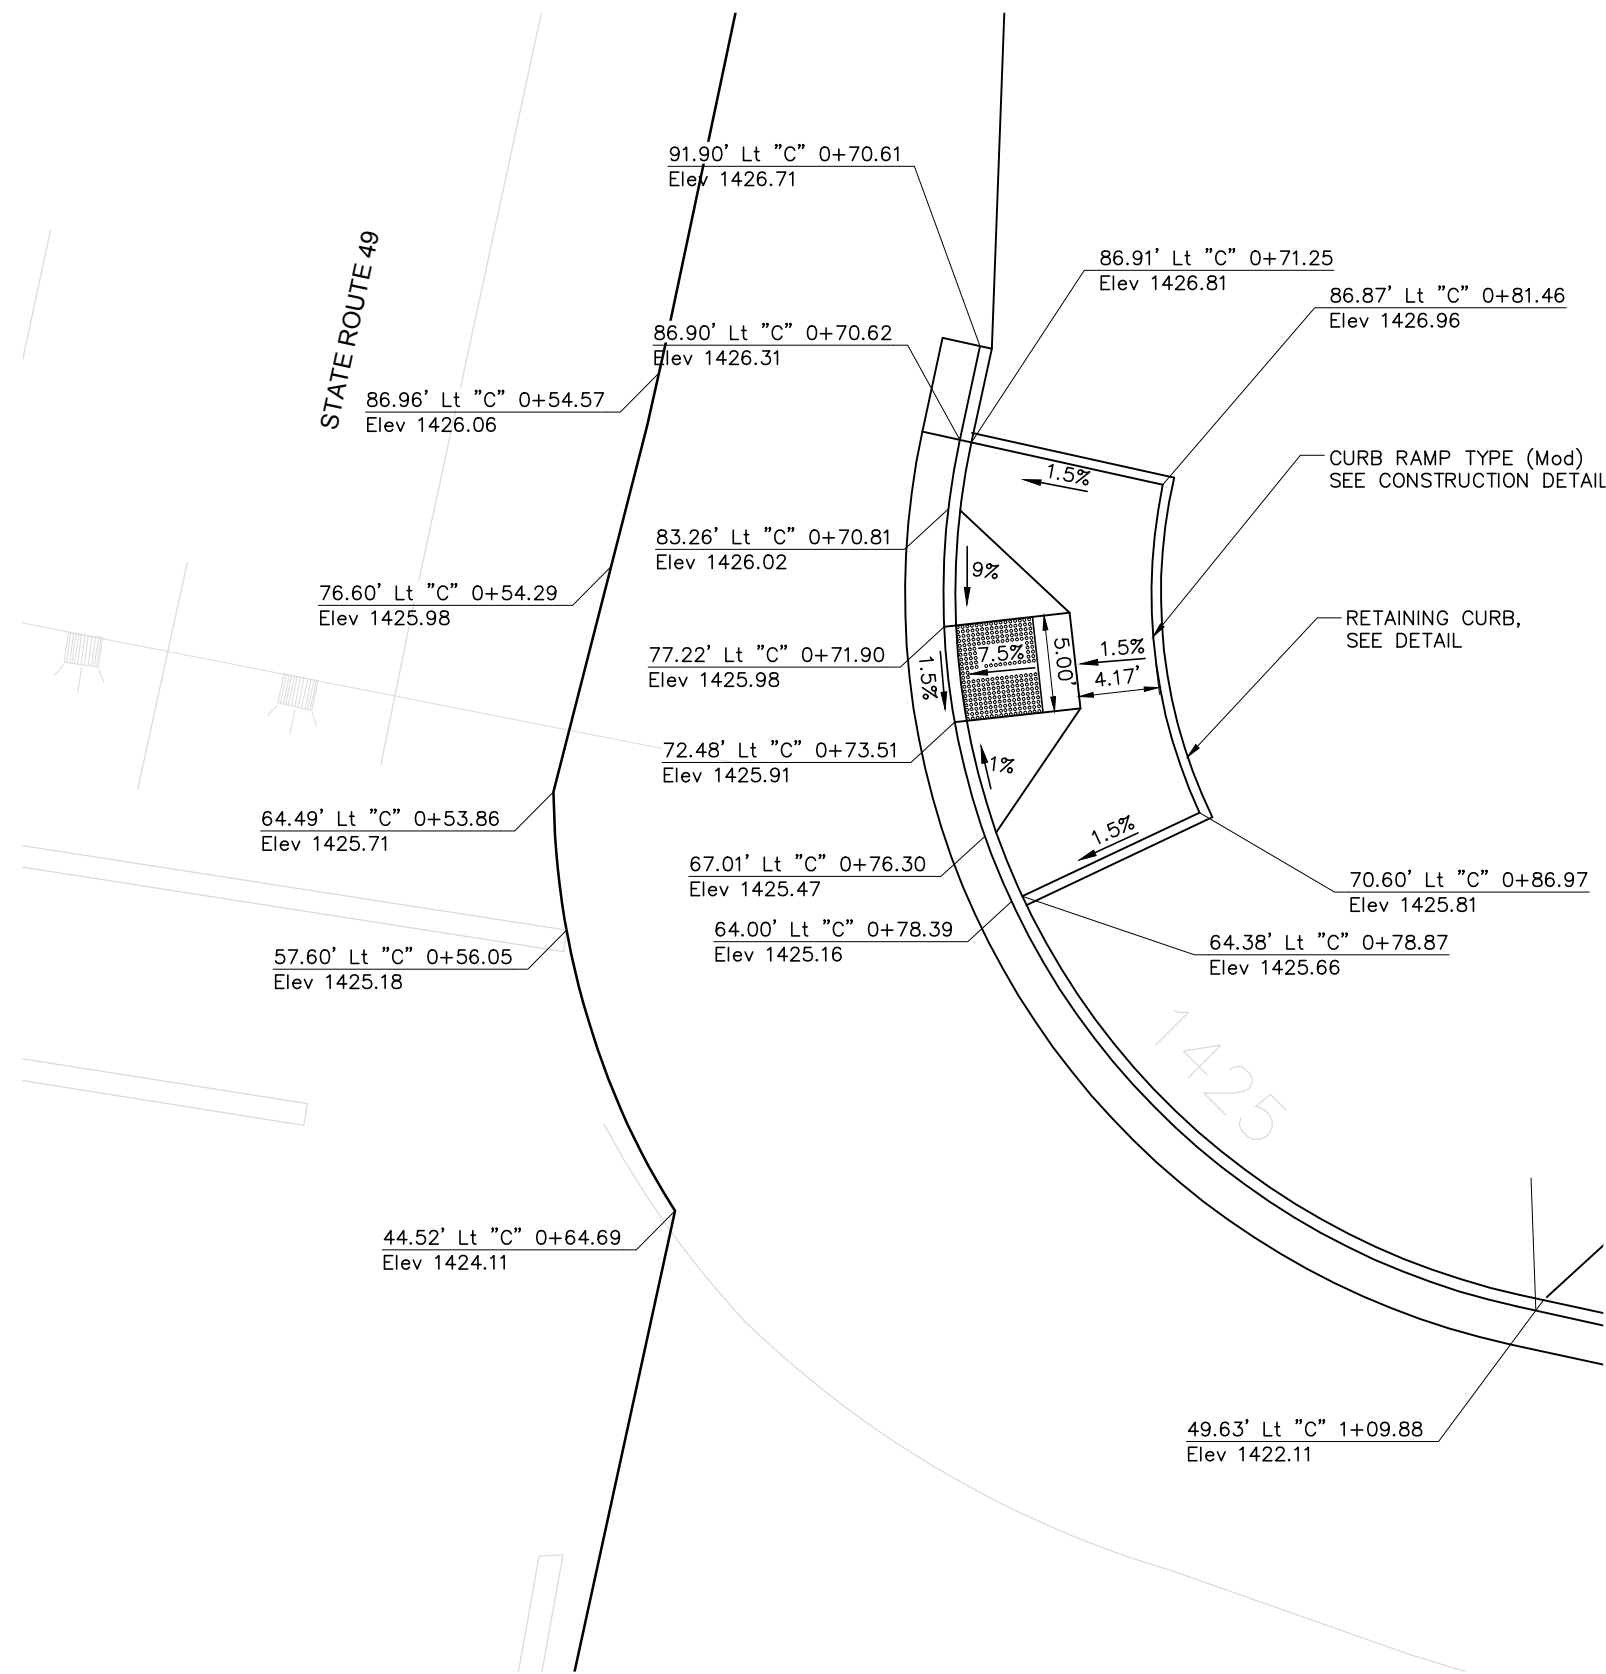 91.90' Lt "C" 0+70.61
Elev 1426.71
86.91' Lt "C" 0+71.25
Elev 1426.81
86.87' Lt "C" 0+81.46
Elev 1426.96
STATE ROUTE 49
86.90' Lt "C" 0+70.62
Elev 1426.31
86.96' Lt "C" 0+54.57
Elev 1426.06
CURB RAMP TYPE (Mod)
SEE CONSTRUCTION DETAIL
1.5%
83.26' Lt "C" 0+70.81
Elev 1426.02
9%
76.60' Lt "C" 0+54.29
Elev 1425.98
RETAINING CURB,
SEE DETAIL
77.22' Lt "C" 0+71.90
Elev 1425.98
1.5%
7.5%
5.00'
1.5%
4.17'
72.48' Lt "C" 0+73.51
Elev 1425.91
1%
64.49' Lt "C" 0+53.86
Elev 1425.71
1.5%
67.01' Lt "C" 0+76.30
Elev 1425.47
70.60' Lt "C" 0+86.97
Elev 1425.81
64.00' Lt "C" 0+78.39
Elev 1425.16
64.38' Lt "C" 0+78.87
Elev 1425.66
57.60' Lt "C" 0+56.05
Elev 1425.18
1425
44.52' Lt "C" 0+64.69
Elev 1424.11
49.63' Lt "C" 1+09.88
Elev 1422.11